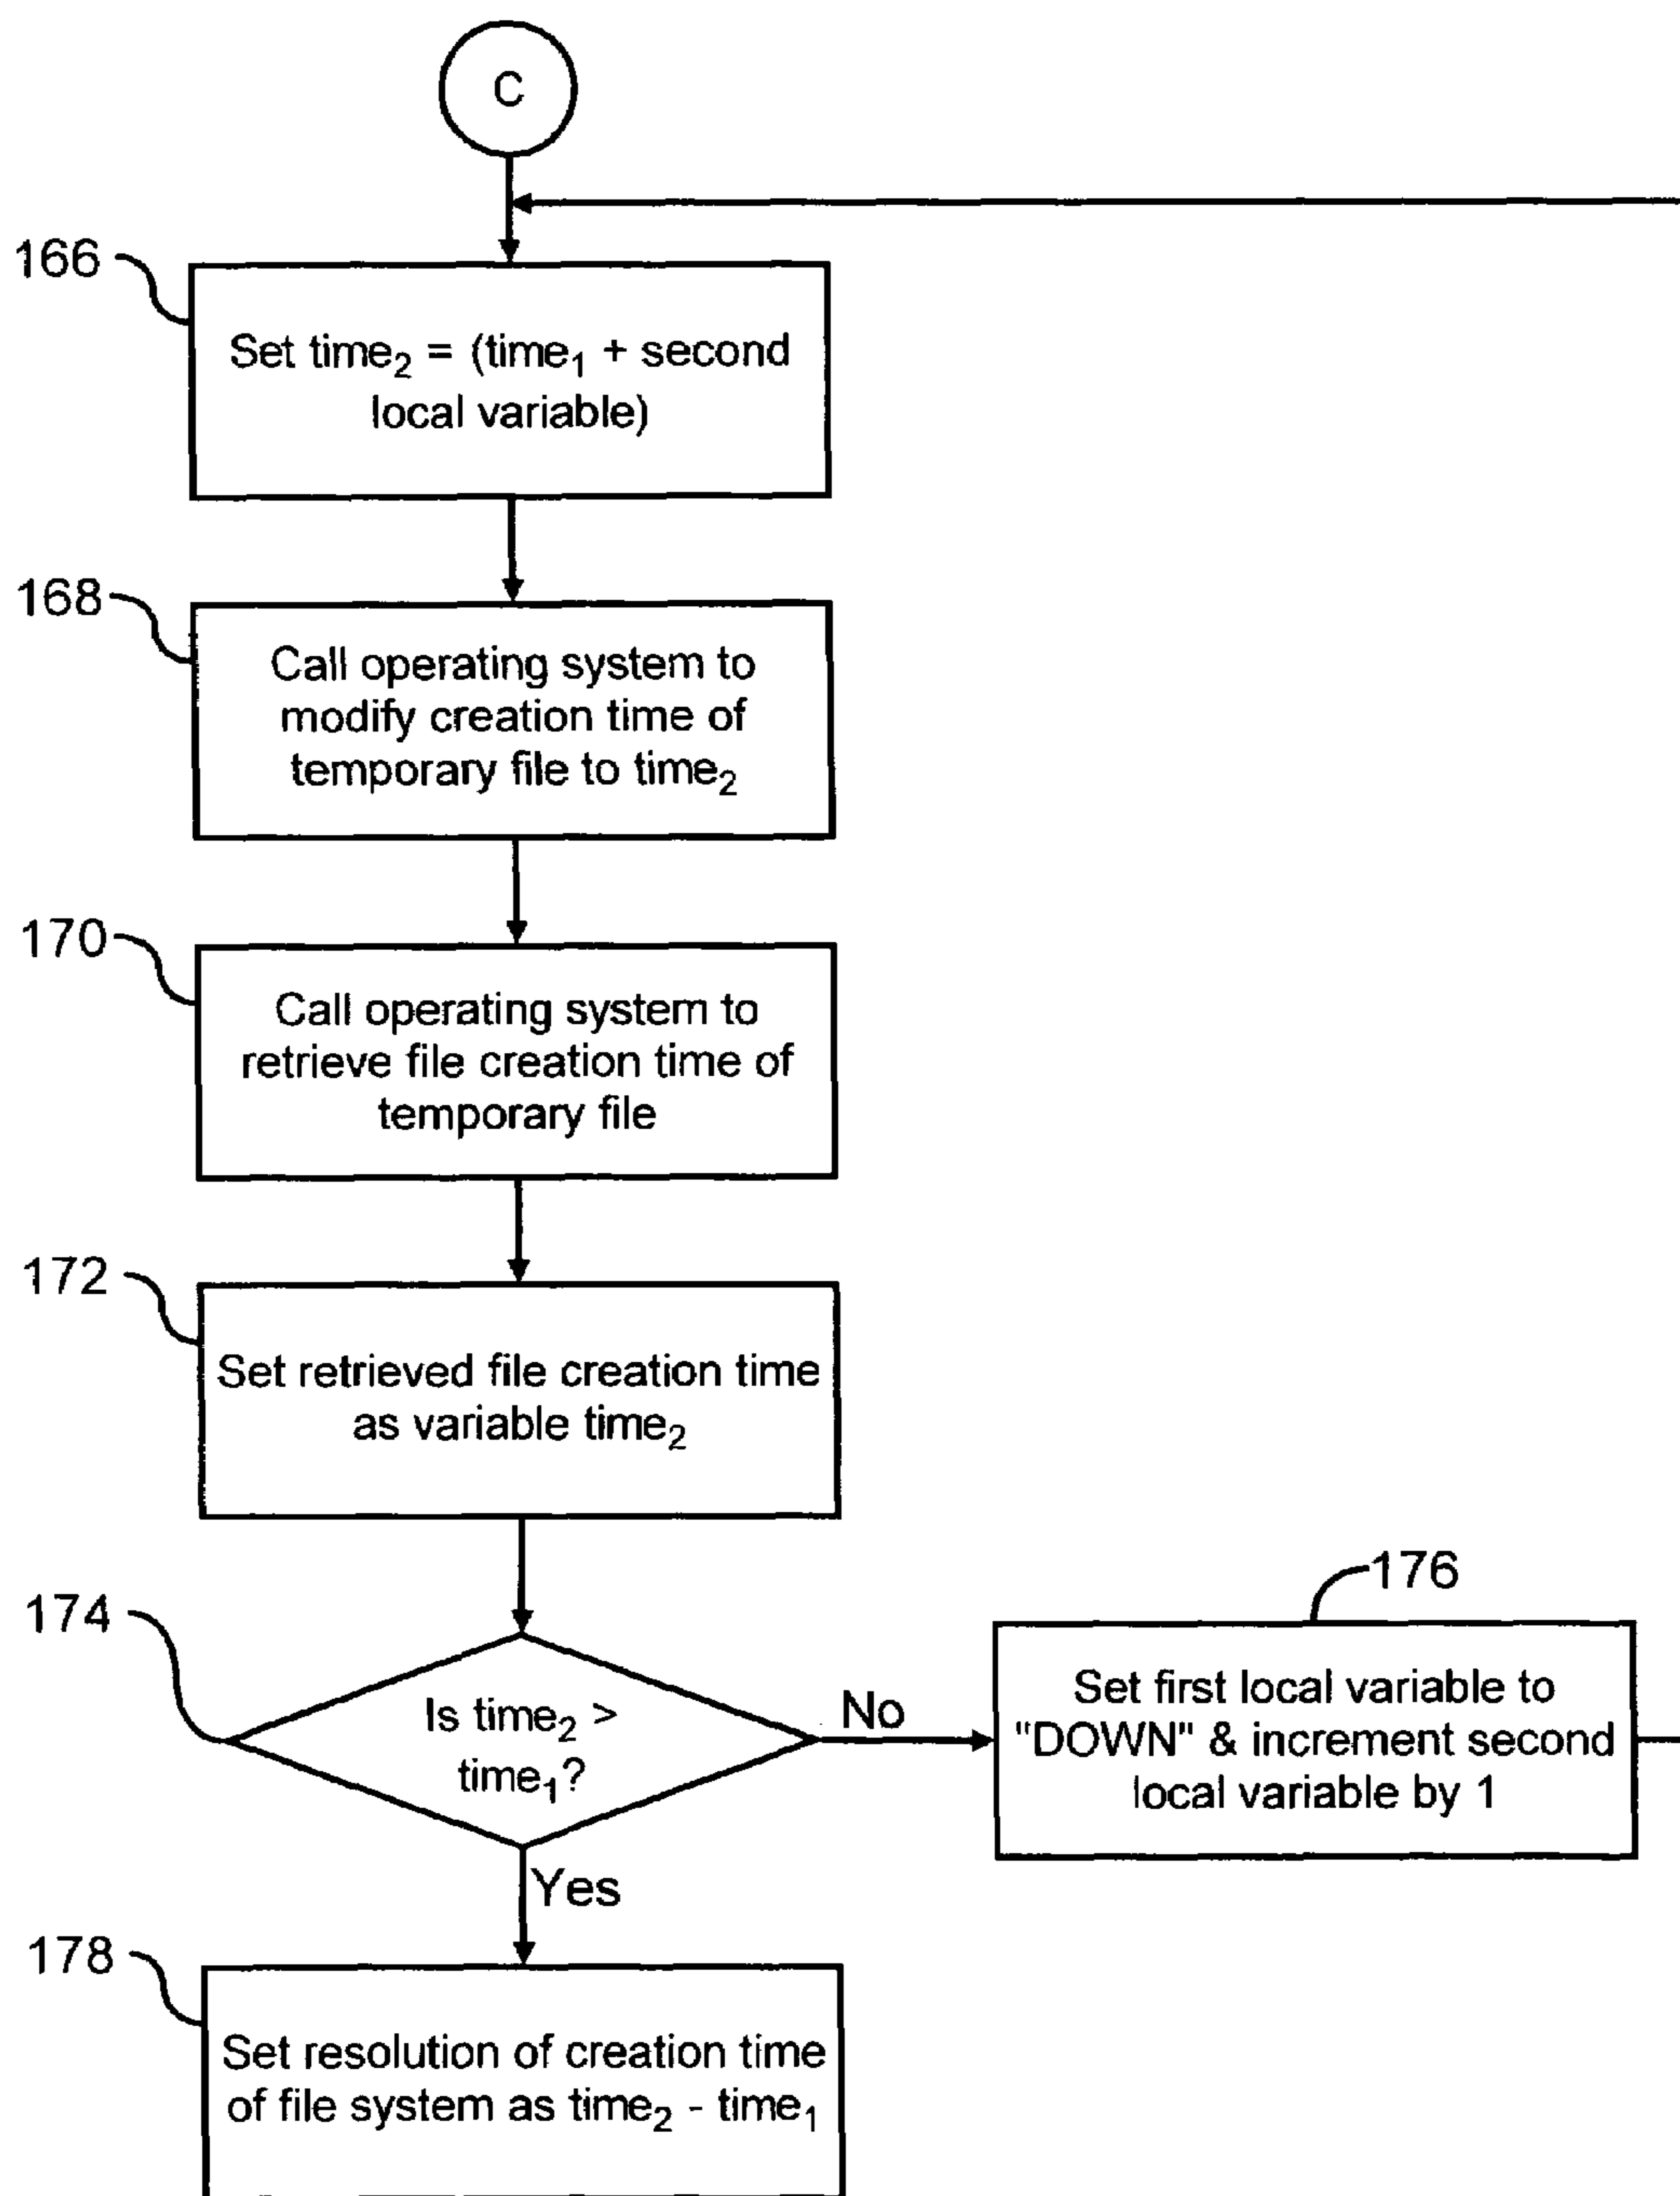 C
166
Set time₂ = (time₁ + second
local variable)
168
Call operating system to
modify creation time of
temporary file to time₂
170
Call operating system to
retrieve file creation time of
temporary file
172
Set retrieved file creation time
as variable time₂
174
Is time₂ >
time₁?
No
176
Set first local variable to
"DOWN" & increment second
local variable by 1
Yes
178
Set resolution of creation time
of file system as time₂ - time₁